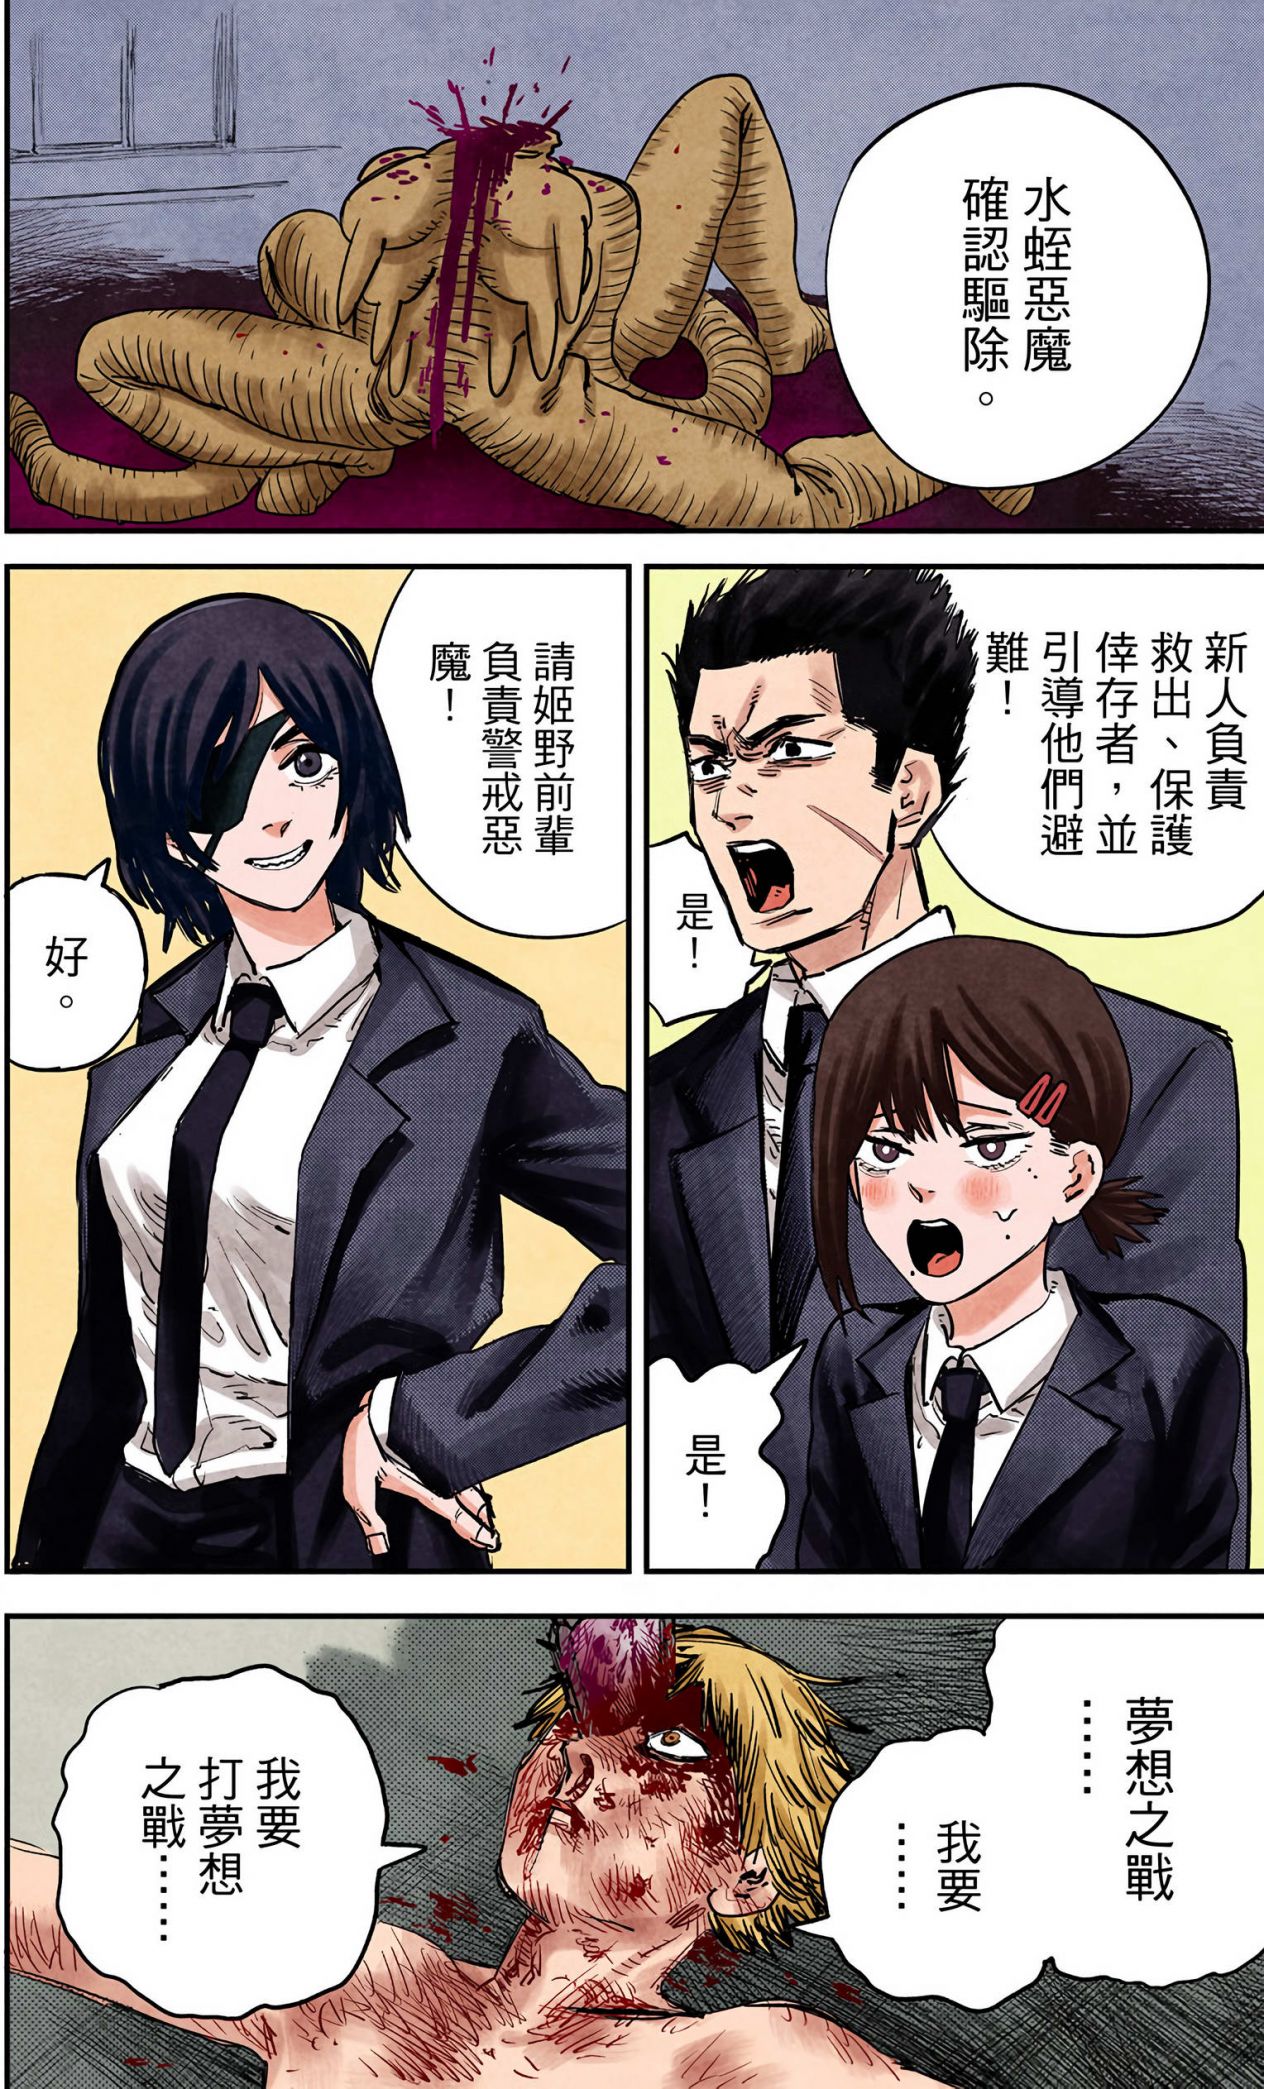 水蛭惡魔
確認驅除。
新人負責
救出、保護
倖存者，並
引導他們避
難！
是！
是！
請姬野前輩
負責警戒惡
魔！
好。
夢想之戰
⋯⋯
我要
⋯⋯
我要
打夢想
之戰⋯⋯